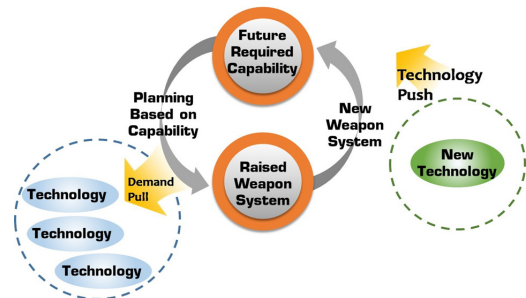 Future
Required
Capability
Planning
Based on
Capability
New
Weapon
System
Technology
Push
Raised
Weapon
System
New
Technology
Demand
Pull
Technology
Technology
Technology